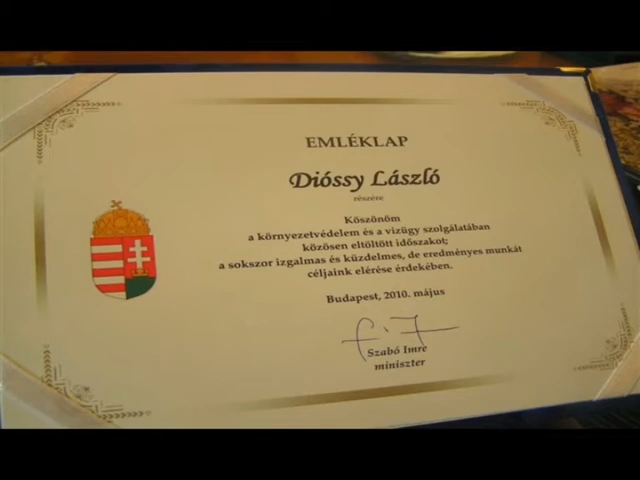 EMLÉKLAP
Dióssy László
részére
Köszönöm
a környezetvédelem és a vízügy szolgálatában
közösen eltöltött időszakot;
a sokszor izgalmas és küzdelmes, de eredményes munkát
céljaink elérése érdekében.
Budapest, 2010. május
Szabó Imre
miniszter